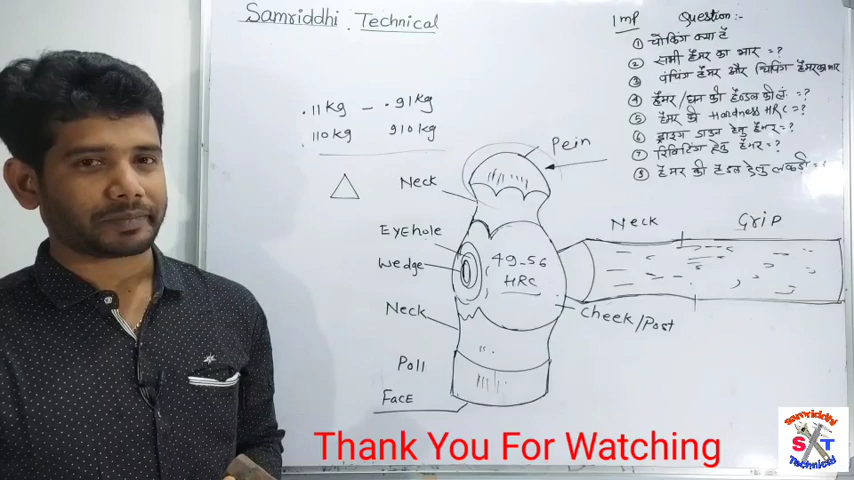 Samriddhi . Technical
Imp Question:-
① चौकिंग क्या है
② सभी हैमर का भार = ?
③ पंचिंग हैमर और चिपिंग हैमर का भार
④ हैमर/घन की हैण्डल की लं. = ?
⑤ हैमर की Hardness HRC = ?
⑥ ड्राइव डाउन हेतु हैमर = ?
⑦ रिवेटिंग हेतु हैमर = ?
⑧ हैमर की हैंडल हेतु लकड़ी = ?
.11 Kg - .91 Kg
.110 kg 910 kg
Pein
Neck
Eyehole
Wedge
49-56
HRC
Neck
Grip
Neck
Cheek/Post
Poll
Face
Thank You For Watching
Samriddhi
S T
Technical